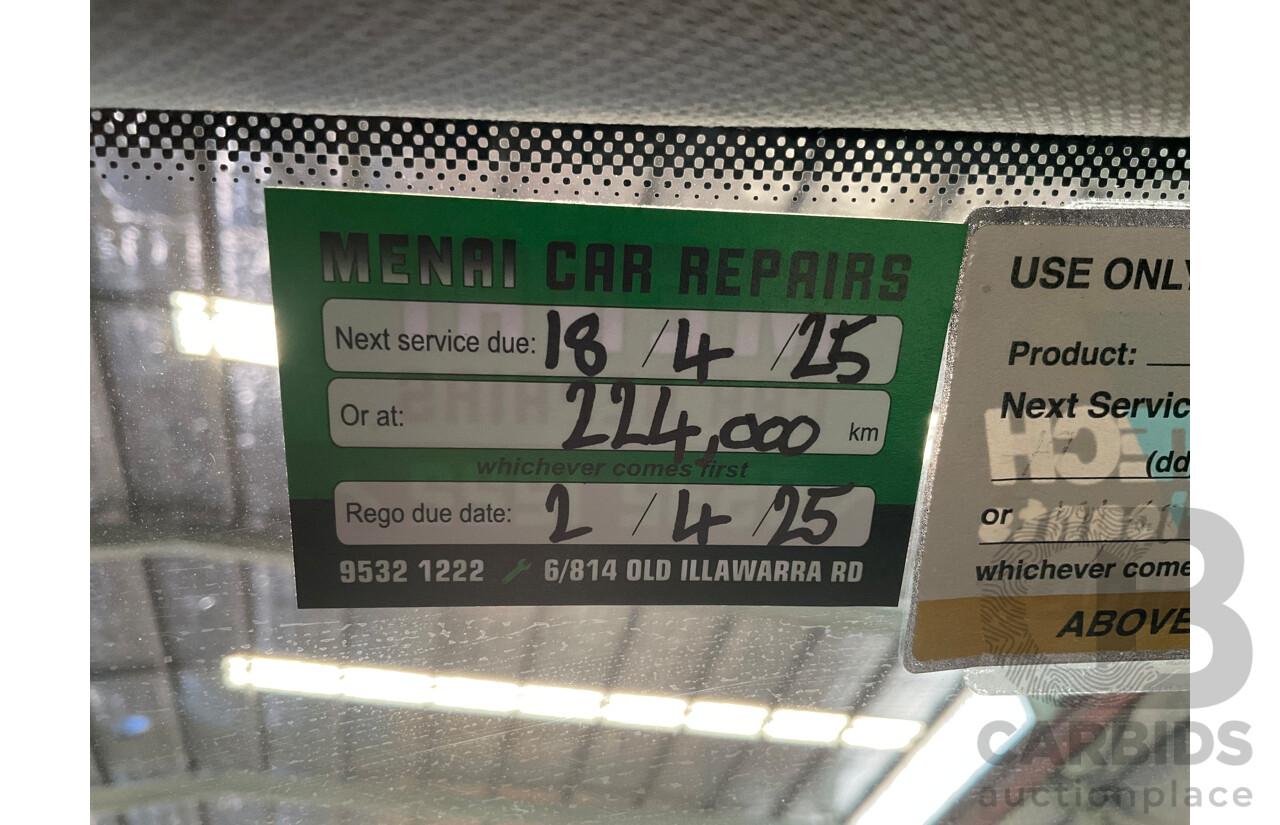 MENAI CAR REPAIRS
Next service due: 18 / 4 / 25
Or at: 224,000 km
whichever comes first
Rego due date: 2 / 4 / 25
9532 1222 6/814 OLD ILLAWARRA RD
USE ONLY
Product:
Next Servic
(dd
or
whichever come
ABOVE
CARBIDS
auctionplace